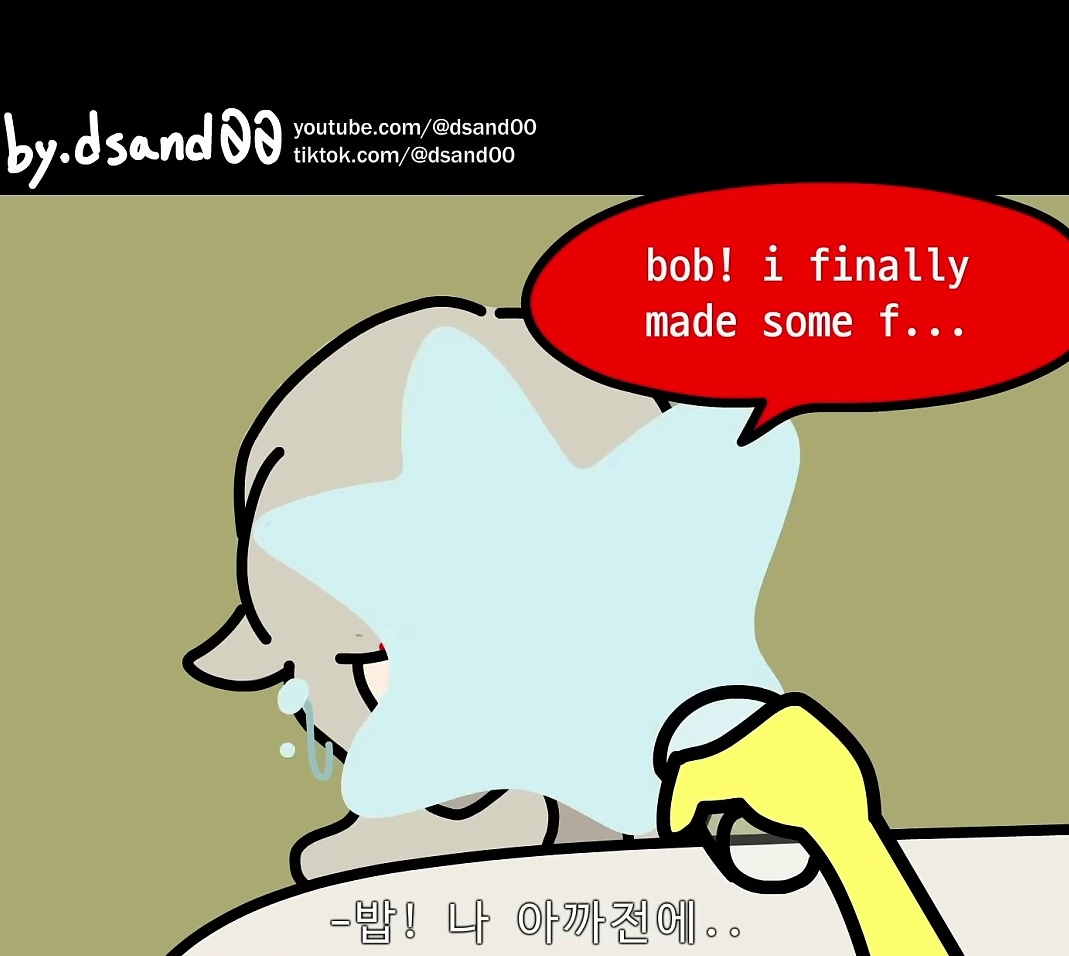 by.dsand00
youtube.com/@dsand00
tiktok.com/@dsand00
bob! i finally
made some f...
-밥! 나 아까전에..